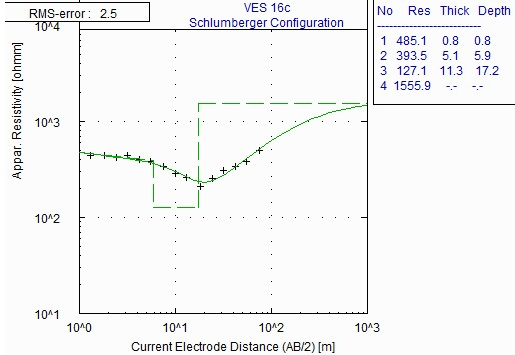 RMS-error : 2.5
VES 16c
Schlumberger Configuration
No Res Thick Depth
1 485.1 0.8 0.8
2 393.5 5.1 5.9
3 127.1 11.3 17.2
4 1555.9 -.- -.-
Appar. Resistivity [ohmm]
10^4
10^3
10^2
10^1
10^0 10^1 10^2 10^3
Current Electrode Distance (AB/2) [m]